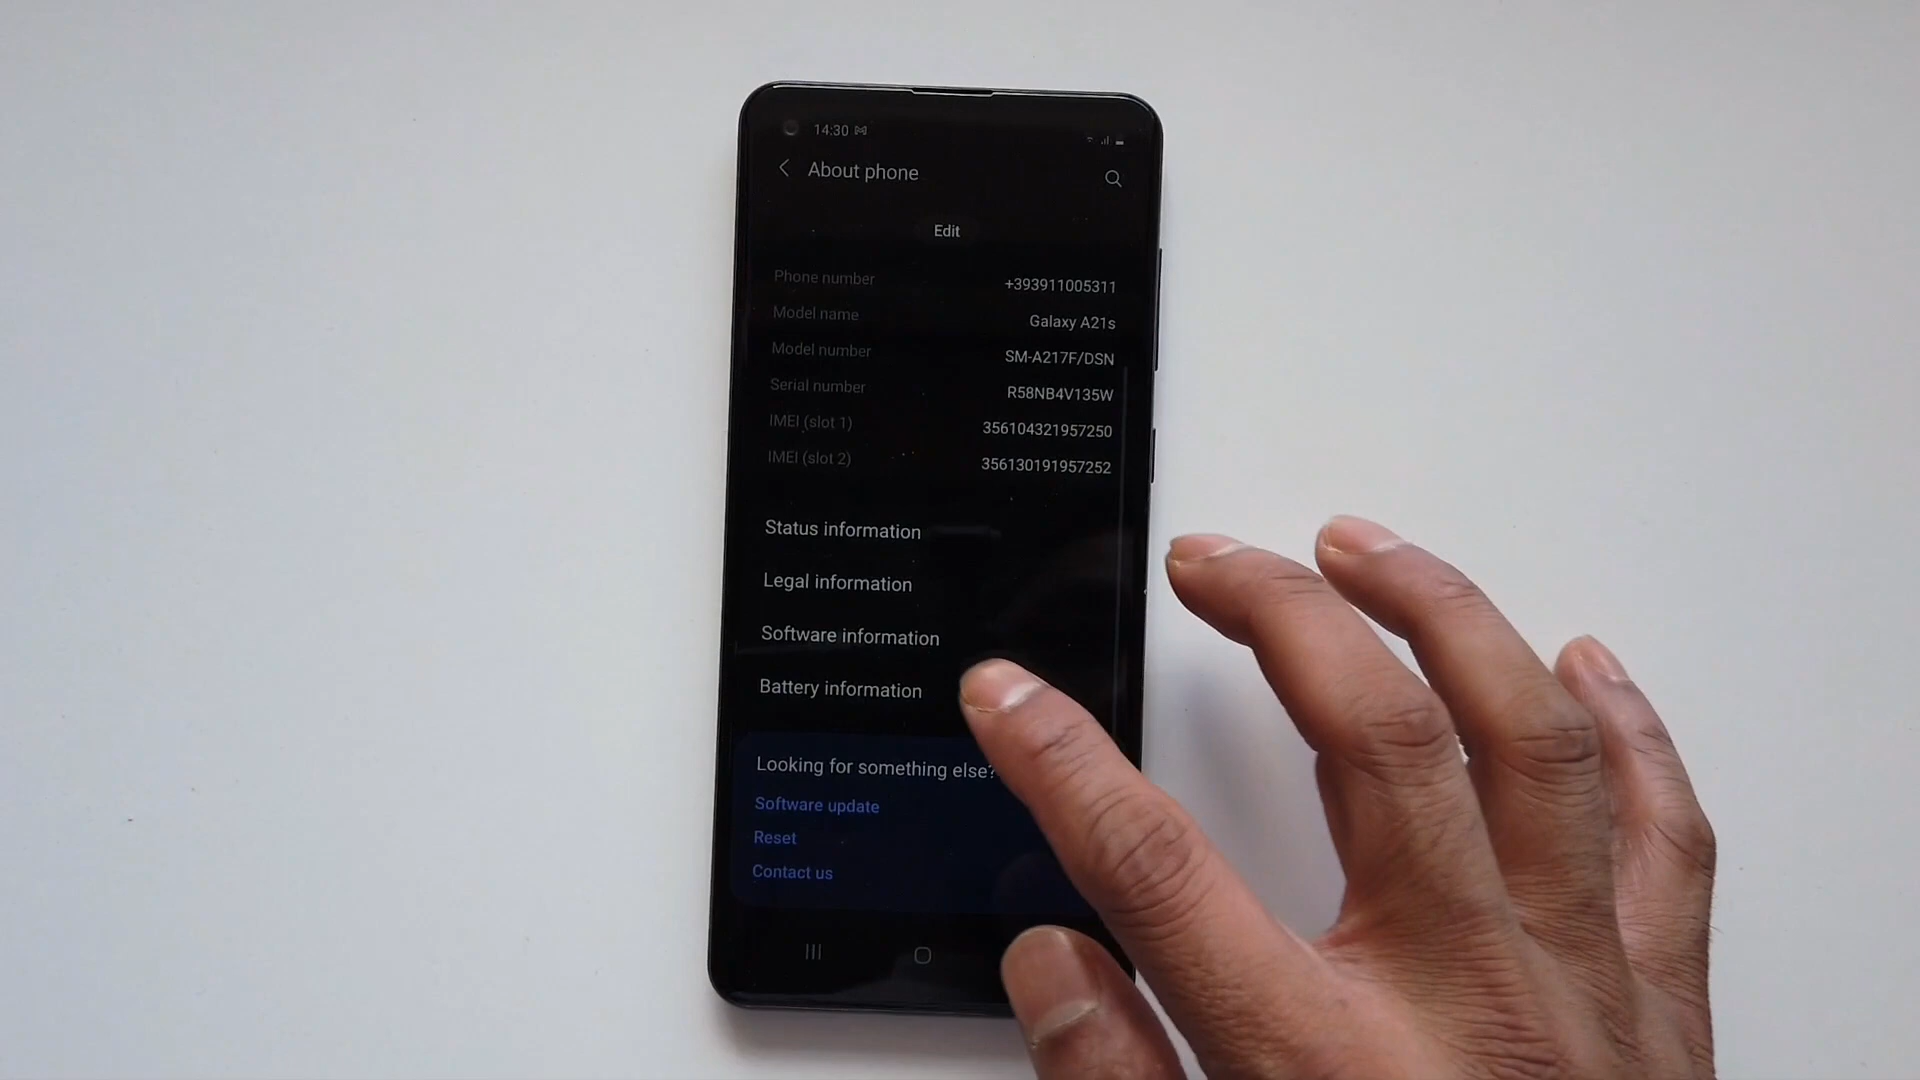 14:30
About phone
Edit
Phone number +393911005311
Model name Galaxy A21s
Model number SM-A217F/DSN
Serial number R58NB4V135W
IMEI (slot 1) 356104321957250
IMEI (slot 2) 356130191957252
Status information
Legal information
Software information
Battery information
Looking for something else?
Software update
Reset
Contact us